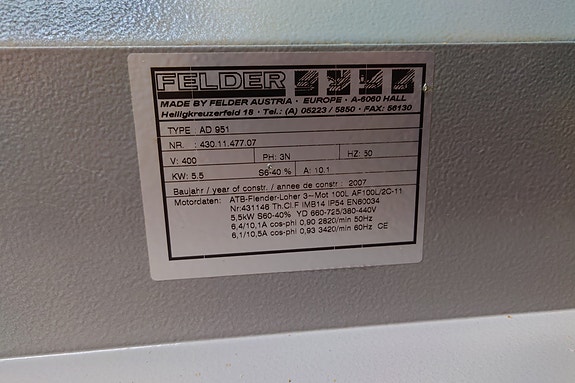 FELDER
MADE BY FELDER AUSTRIA · EUROPE · A-6060 HALL
Heiligkreuzerfeld 18 · Tel.: (A) 05223 / 5850 · FAX: 56130
TYPE : AD 951
NR. : 430.11.477.07
V: 400 PH: 3N HZ: 50
KW: 5.5 S6-40 % A: 10.1
Baujahr / year of constr. / annee de constr. : 2007
Motordaten: ATB-Flender-Loher 3~Mot 100L AF100L/2C-11
Nr:431146 Th.Cl.F IMB14 IP54 EN60034
5,5kW S60-40% YD 660-725/380-440V
6,4/10,1A cos-phi 0,90 2820/min 50Hz
6,1/10,5A cos-phi 0,93 3420/min 60Hz CE